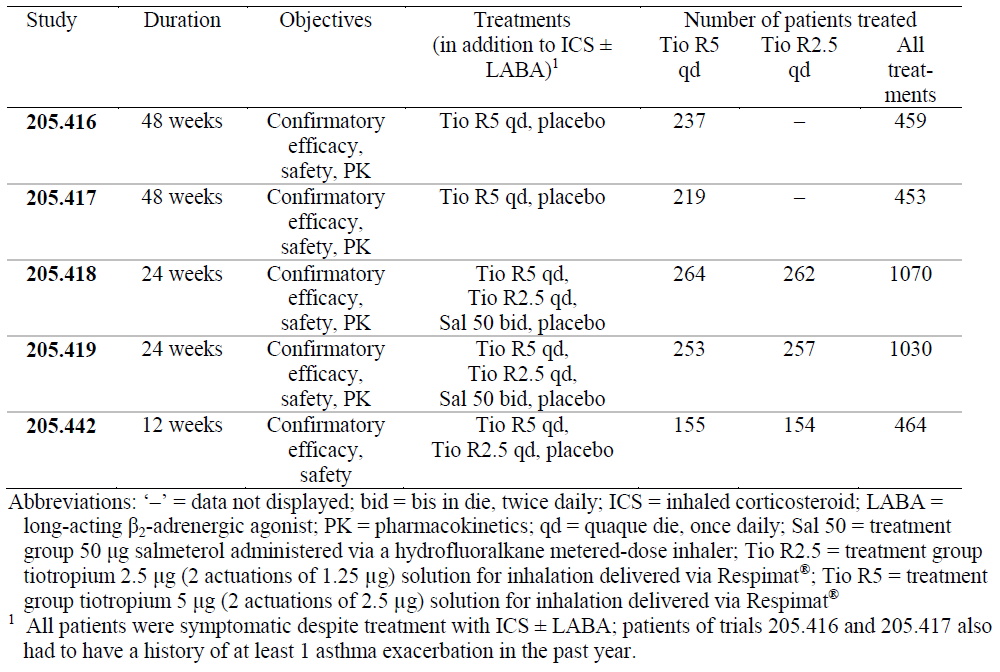 Study Duration Objectives Treatments Number of patients treated
(in addition to ICS ± Tio R5 Tio R2.5 All
LABA)1 qd qd treat-
ments
205.416 48 weeks Confirmatory Tio R5 qd, placebo 237 – 459
efficacy,
safety, PK
205.417 48 weeks Confirmatory Tio R5 qd, placebo 219 – 453
efficacy,
safety, PK
205.418 24 weeks Confirmatory Tio R5 qd, 264 262 1070
efficacy, Tio R2.5 qd,
safety, PK Sal 50 bid, placebo
205.419 24 weeks Confirmatory Tio R5 qd, 253 257 1030
efficacy, Tio R2.5 qd,
safety, PK Sal 50 bid, placebo
205.442 12 weeks Confirmatory Tio R5 qd, 155 154 464
efficacy, Tio R2.5 qd, placebo
safety
Abbreviations: ‘–’ = data not displayed; bid = bis in die, twice daily; ICS = inhaled corticosteroid; LABA =
long-acting β2-adrenergic agonist; PK = pharmacokinetics; qd = quaque die, once daily; Sal 50 = treatment
group 50 µg salmeterol administered via a hydrofluoralkane metered-dose inhaler; Tio R2.5 = treatment group
tiotropium 2.5 µg (2 actuations of 1.25 µg) solution for inhalation delivered via Respimat®; Tio R5 = treatment
group tiotropium 5 µg (2 actuations of 2.5 µg) solution for inhalation delivered via Respimat®
1 All patients were symptomatic despite treatment with ICS ± LABA; patients of trials 205.416 and 205.417 also
had to have a history of at least 1 asthma exacerbation in the past year.